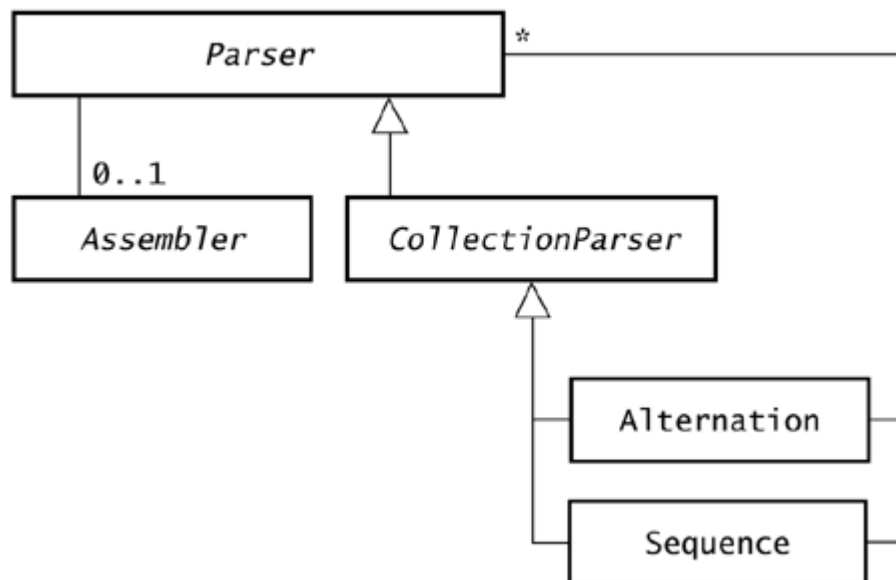 Parser
*
0..1
Assembler
CollectionParser
Alternation
Sequence